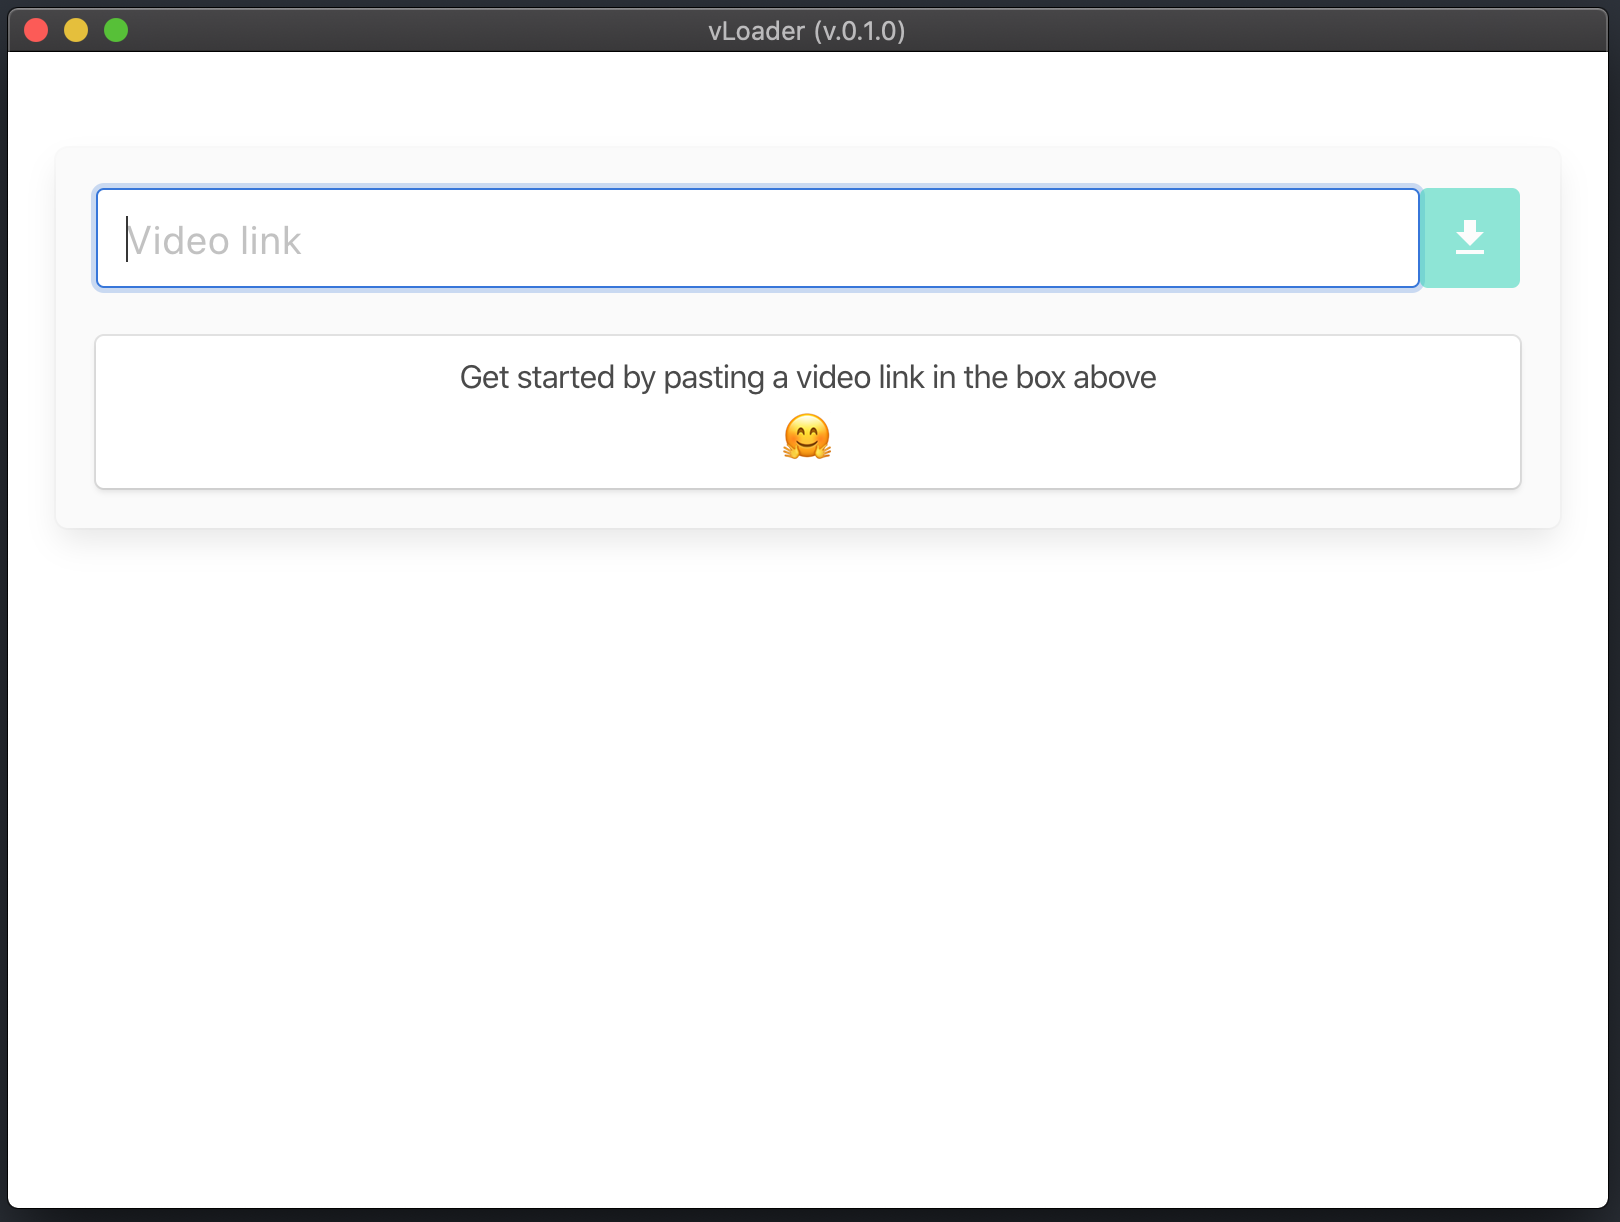 vLoader (v.0.1.0)
Video link
Get started by pasting a video link in the box above
🤗